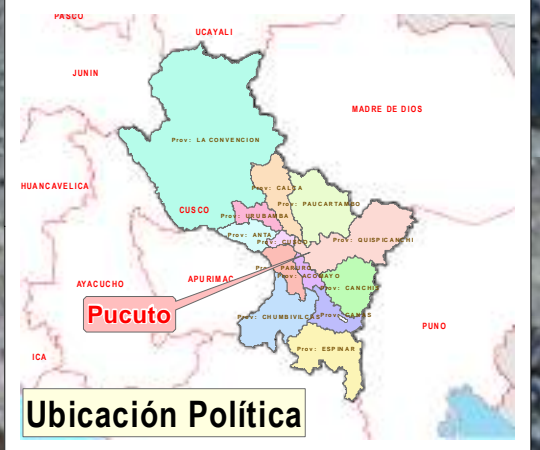 PASCO
UCAYALI
JUNIN
MADRE DE DIOS
Prov: LA CONVENCION
HUANCAVELICA
Prov: CALCA
Prov: PAUCARTAMBO
CUSCO
Prov: URUBAMBA
Prov: ANTA
Prov: CUSCO
Prov: QUISPICANCHI
APURIMAC
Prov: PARURO
Prov: ACOMAYO
AYACUCHO
Prov: CANCHIS
Pucuto
Prov: CHUMBIVILCAS
Prov: CANAS
PUNO
Prov: ESPINAR
ICA
Ubicación Política